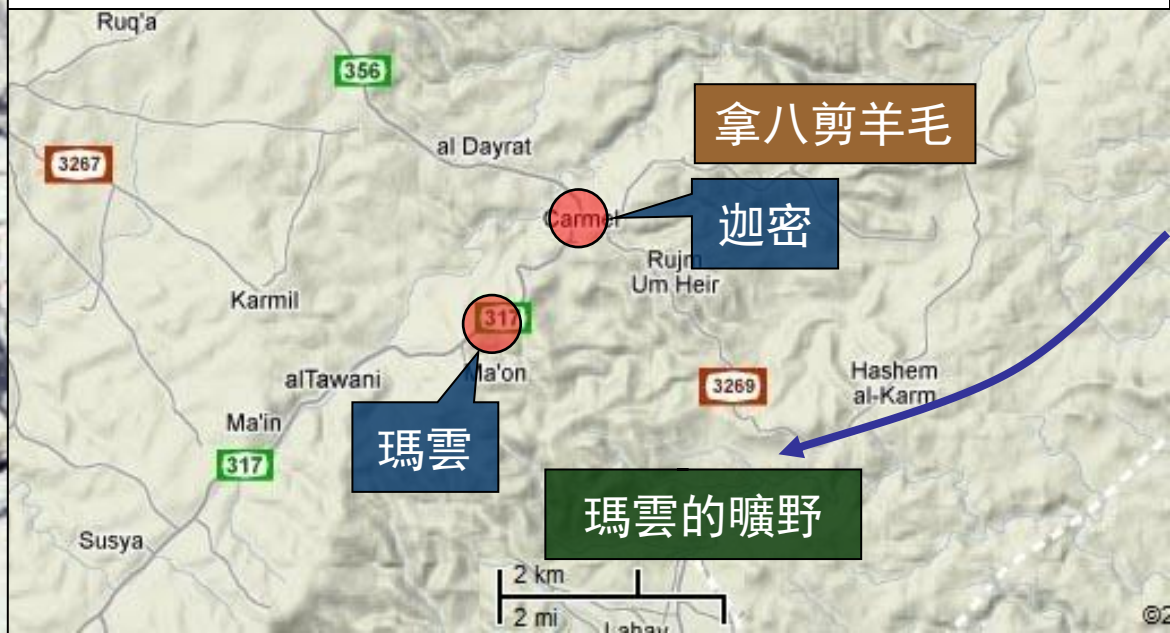 Ruq'a
356
拿八剪羊毛
3267
al Dayrat
Carmel
迦密
Rujm
Um Heir
Karmil
317
alTawani
Ma'on
3269
Hashem
al-Karm
Ma'in
瑪雲
317
瑪雲的曠野
Susya
2 km
2 mi
Lahav
©2